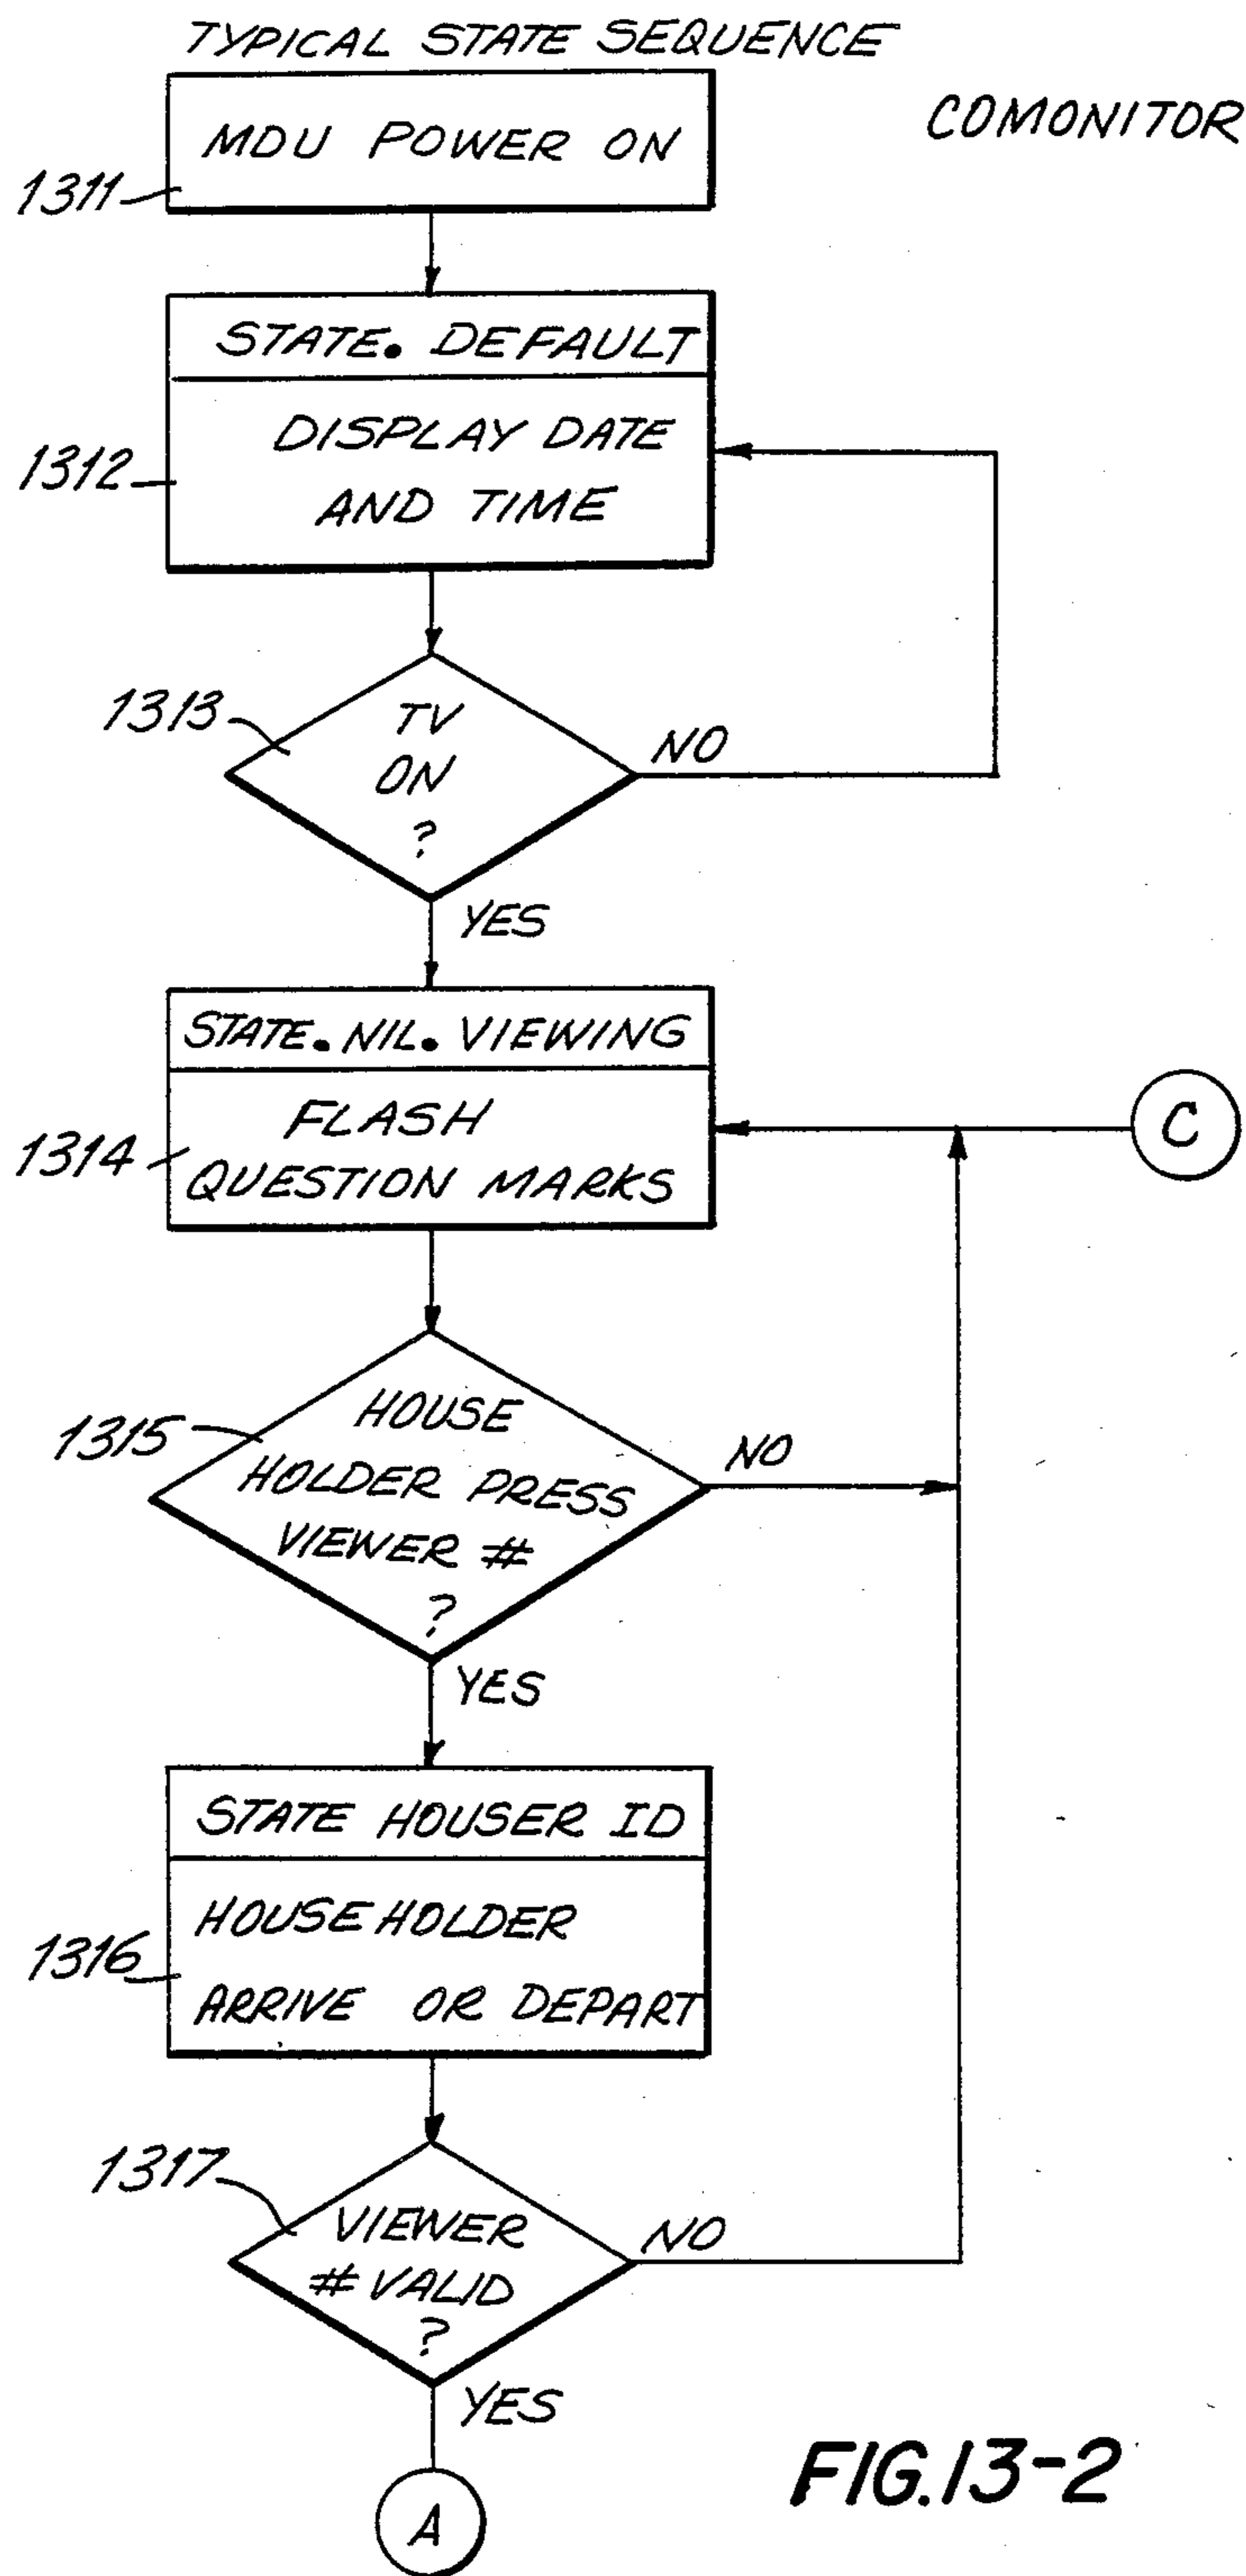 TYPICAL STATE SEQUENCE
COMONITOR
MDU POWER ON
1311
STATE. DEFAULT
DISPLAY DATE
1312
AND TIME
1313
TV
ON
?
NO
YES
STATE. NIL. VIEWING
FLASH
C
1314
QUESTION MARKS
HOUSE
1315
HOLDER PRESS
NO
VIEWER #
?
YES
STATE HOUSER ID
HOUSE HOLDER
1316
ARRIVE OR DEPART
1317
VIEWER
NO
# VALID
?
YES
A
FIG. 13-2